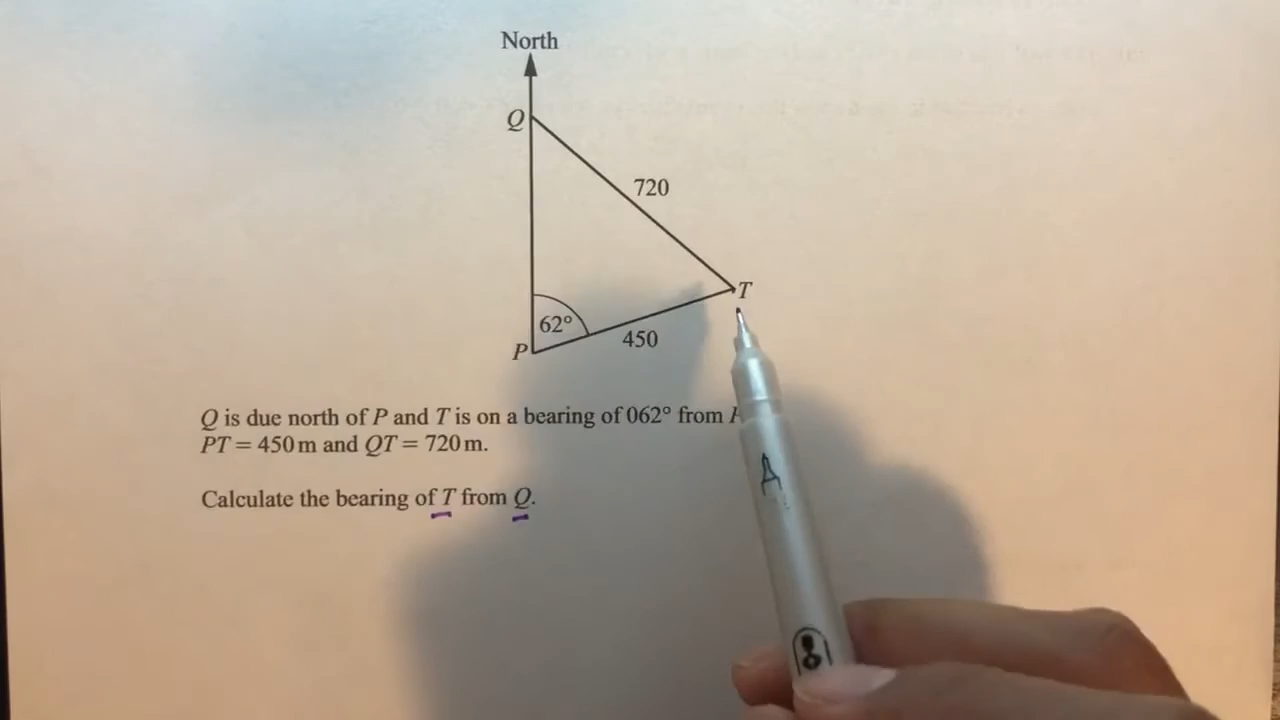 North
Q
720
T
62°
450
P
Q is due north of P and T is on a bearing of 062° from
PT = 450 m and QT = 720 m.
Calculate the bearing of T from Q.
A